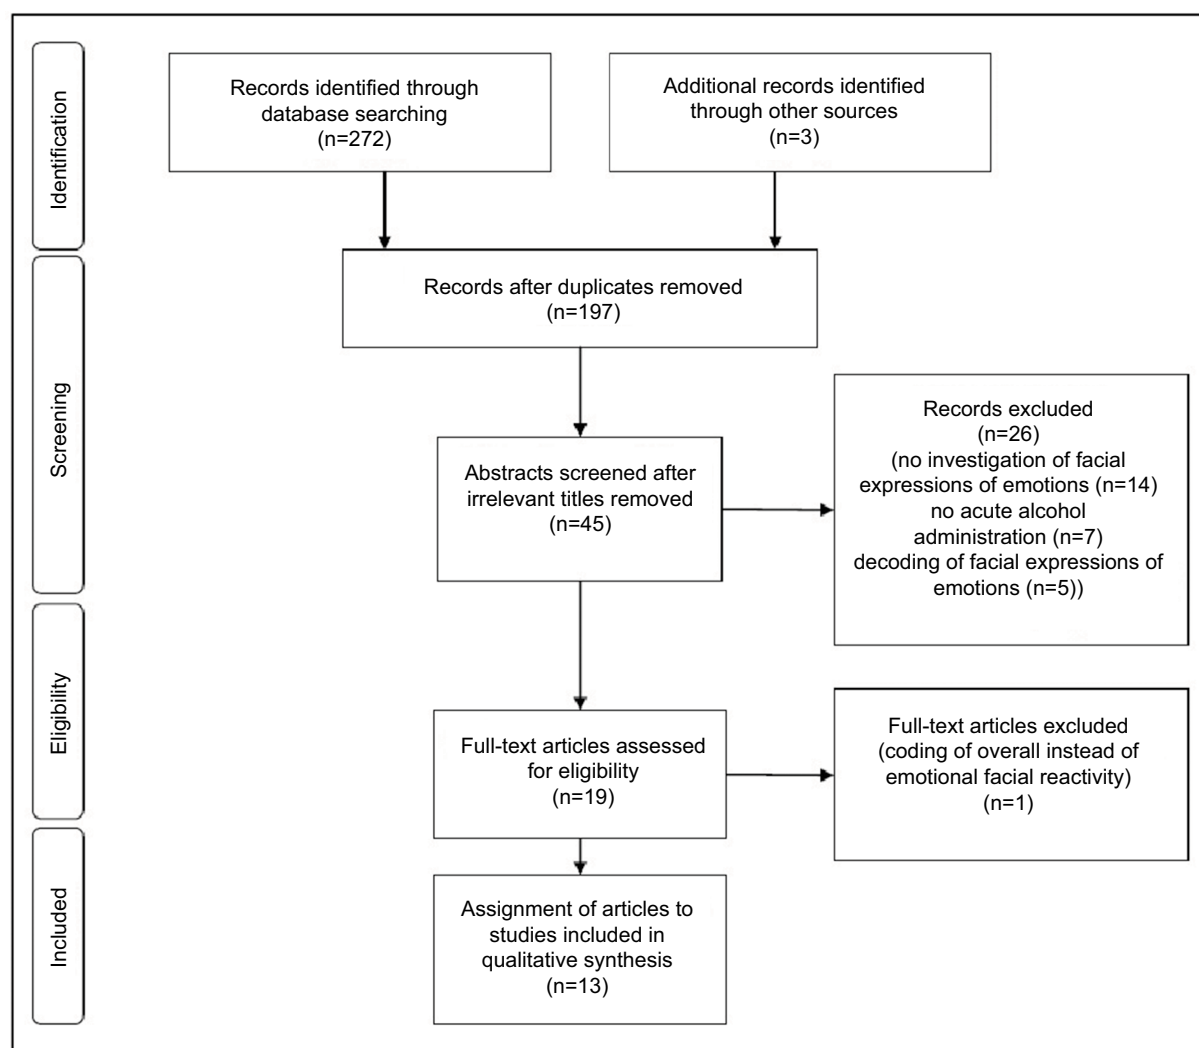 Identification
Records identified through
database searching
(n=272)
Additional records identified
through other sources
(n=3)
Screening
Records after duplicates removed
(n=197)
Abstracts screened after
irrelevant titles removed
(n=45)
Records excluded
(n=26)
(no investigation of facial
expressions of emotions (n=14)
no acute alcohol
administration (n=7)
decoding of facial expressions of
emotions (n=5))
Eligibility
Full-text articles assessed
for eligibility
(n=19)
Full-text articles excluded
(coding of overall instead of
emotional facial reactivity)
(n=1)
Included
Assignment of articles to
studies included in
qualitative synthesis
(n=13)